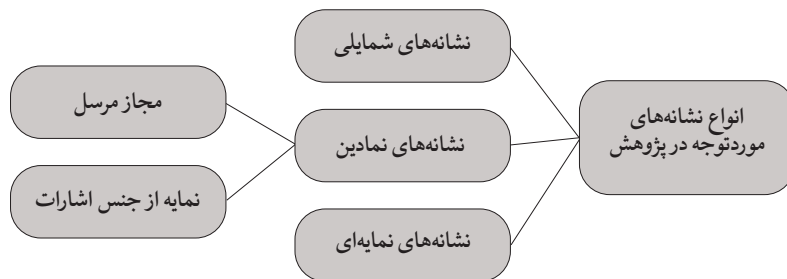 انواع نشانه‌های
موردتوجه در پژوهش
نشانه‌های شمایلی
نشانه‌های نمادین
نشانه‌های نمایه‌ای
مجاز مرسل
نمایه از جنس اشارات